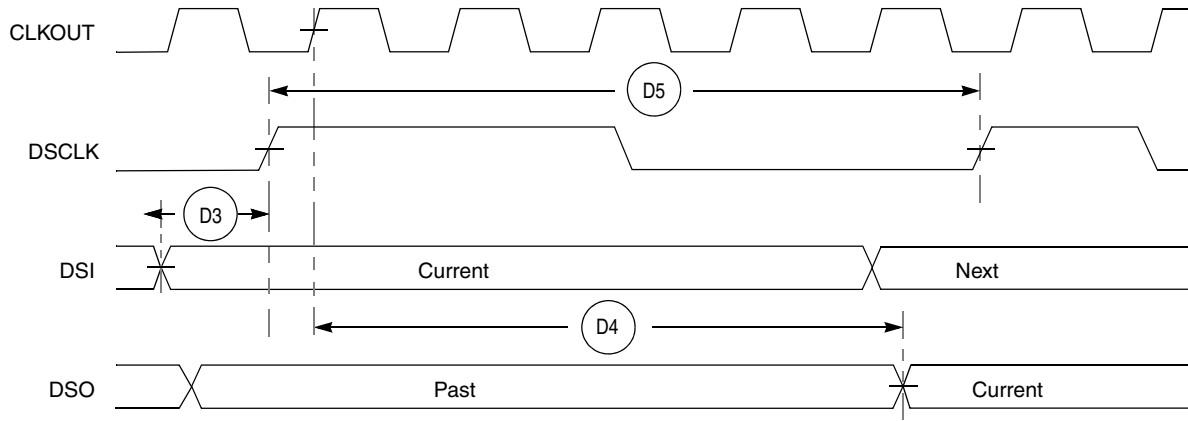 CLKOUT
D5
DSCLK
D3
DSI
Current
Next
D4
DSO
Past
Current